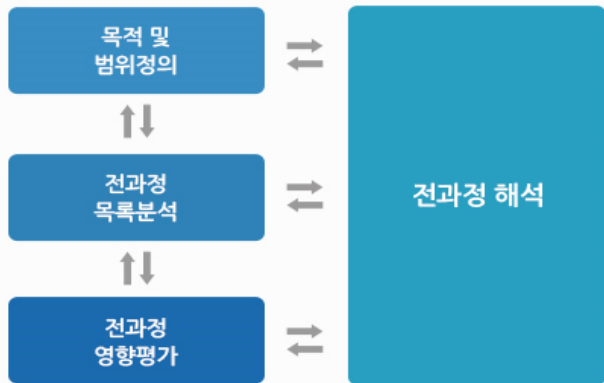 목적 및
범위정의
전과정
목록분석
전과정 해석
전과정
영향평가